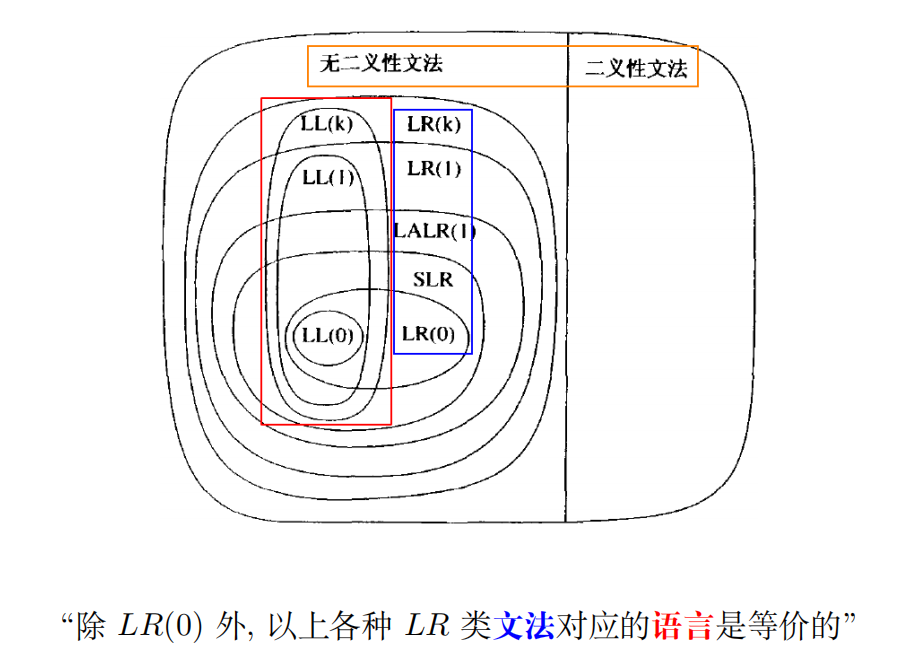 无二义性文法 二义性文法
LL(k) LR(k)
LL(1) LR(1)
LALR(1)
SLR
LL(0) LR(0)
“除 LR(0) 外, 以上各种 LR 类文法对应的语言是等价的”